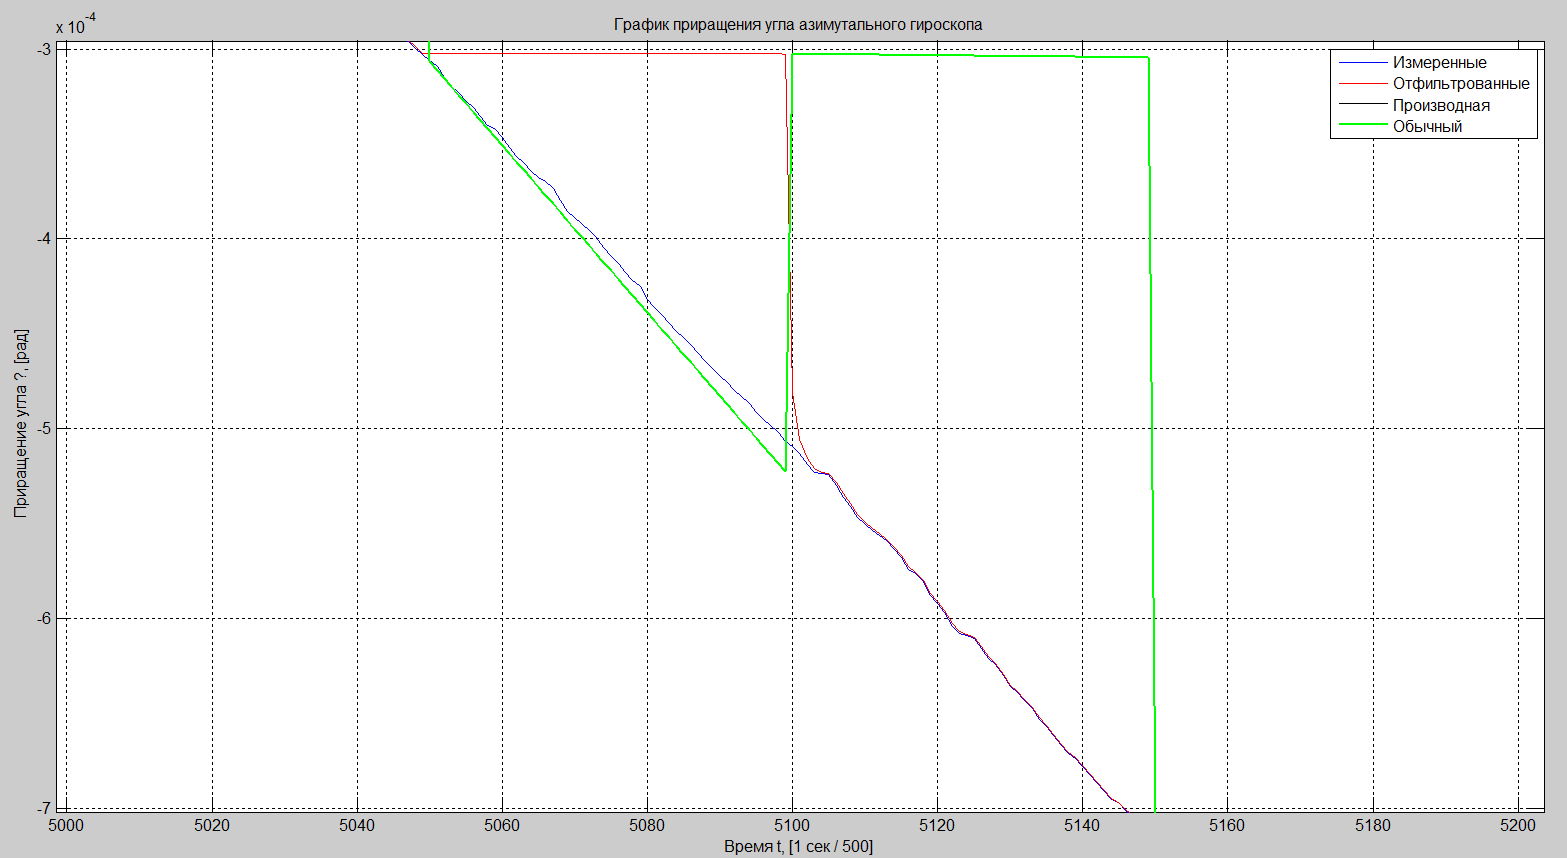 График приращения угла азимутального гироскопа
x 10^-4
-3
-4
-5
-6
-7
Приращение угла ?, [рад]
Измеренные
Отфильтрованные
Производная
Обычный
5000 5020 5040 5060 5080 5100 5120 5140 5160 5180 5200
Время t, [1 сек / 500]